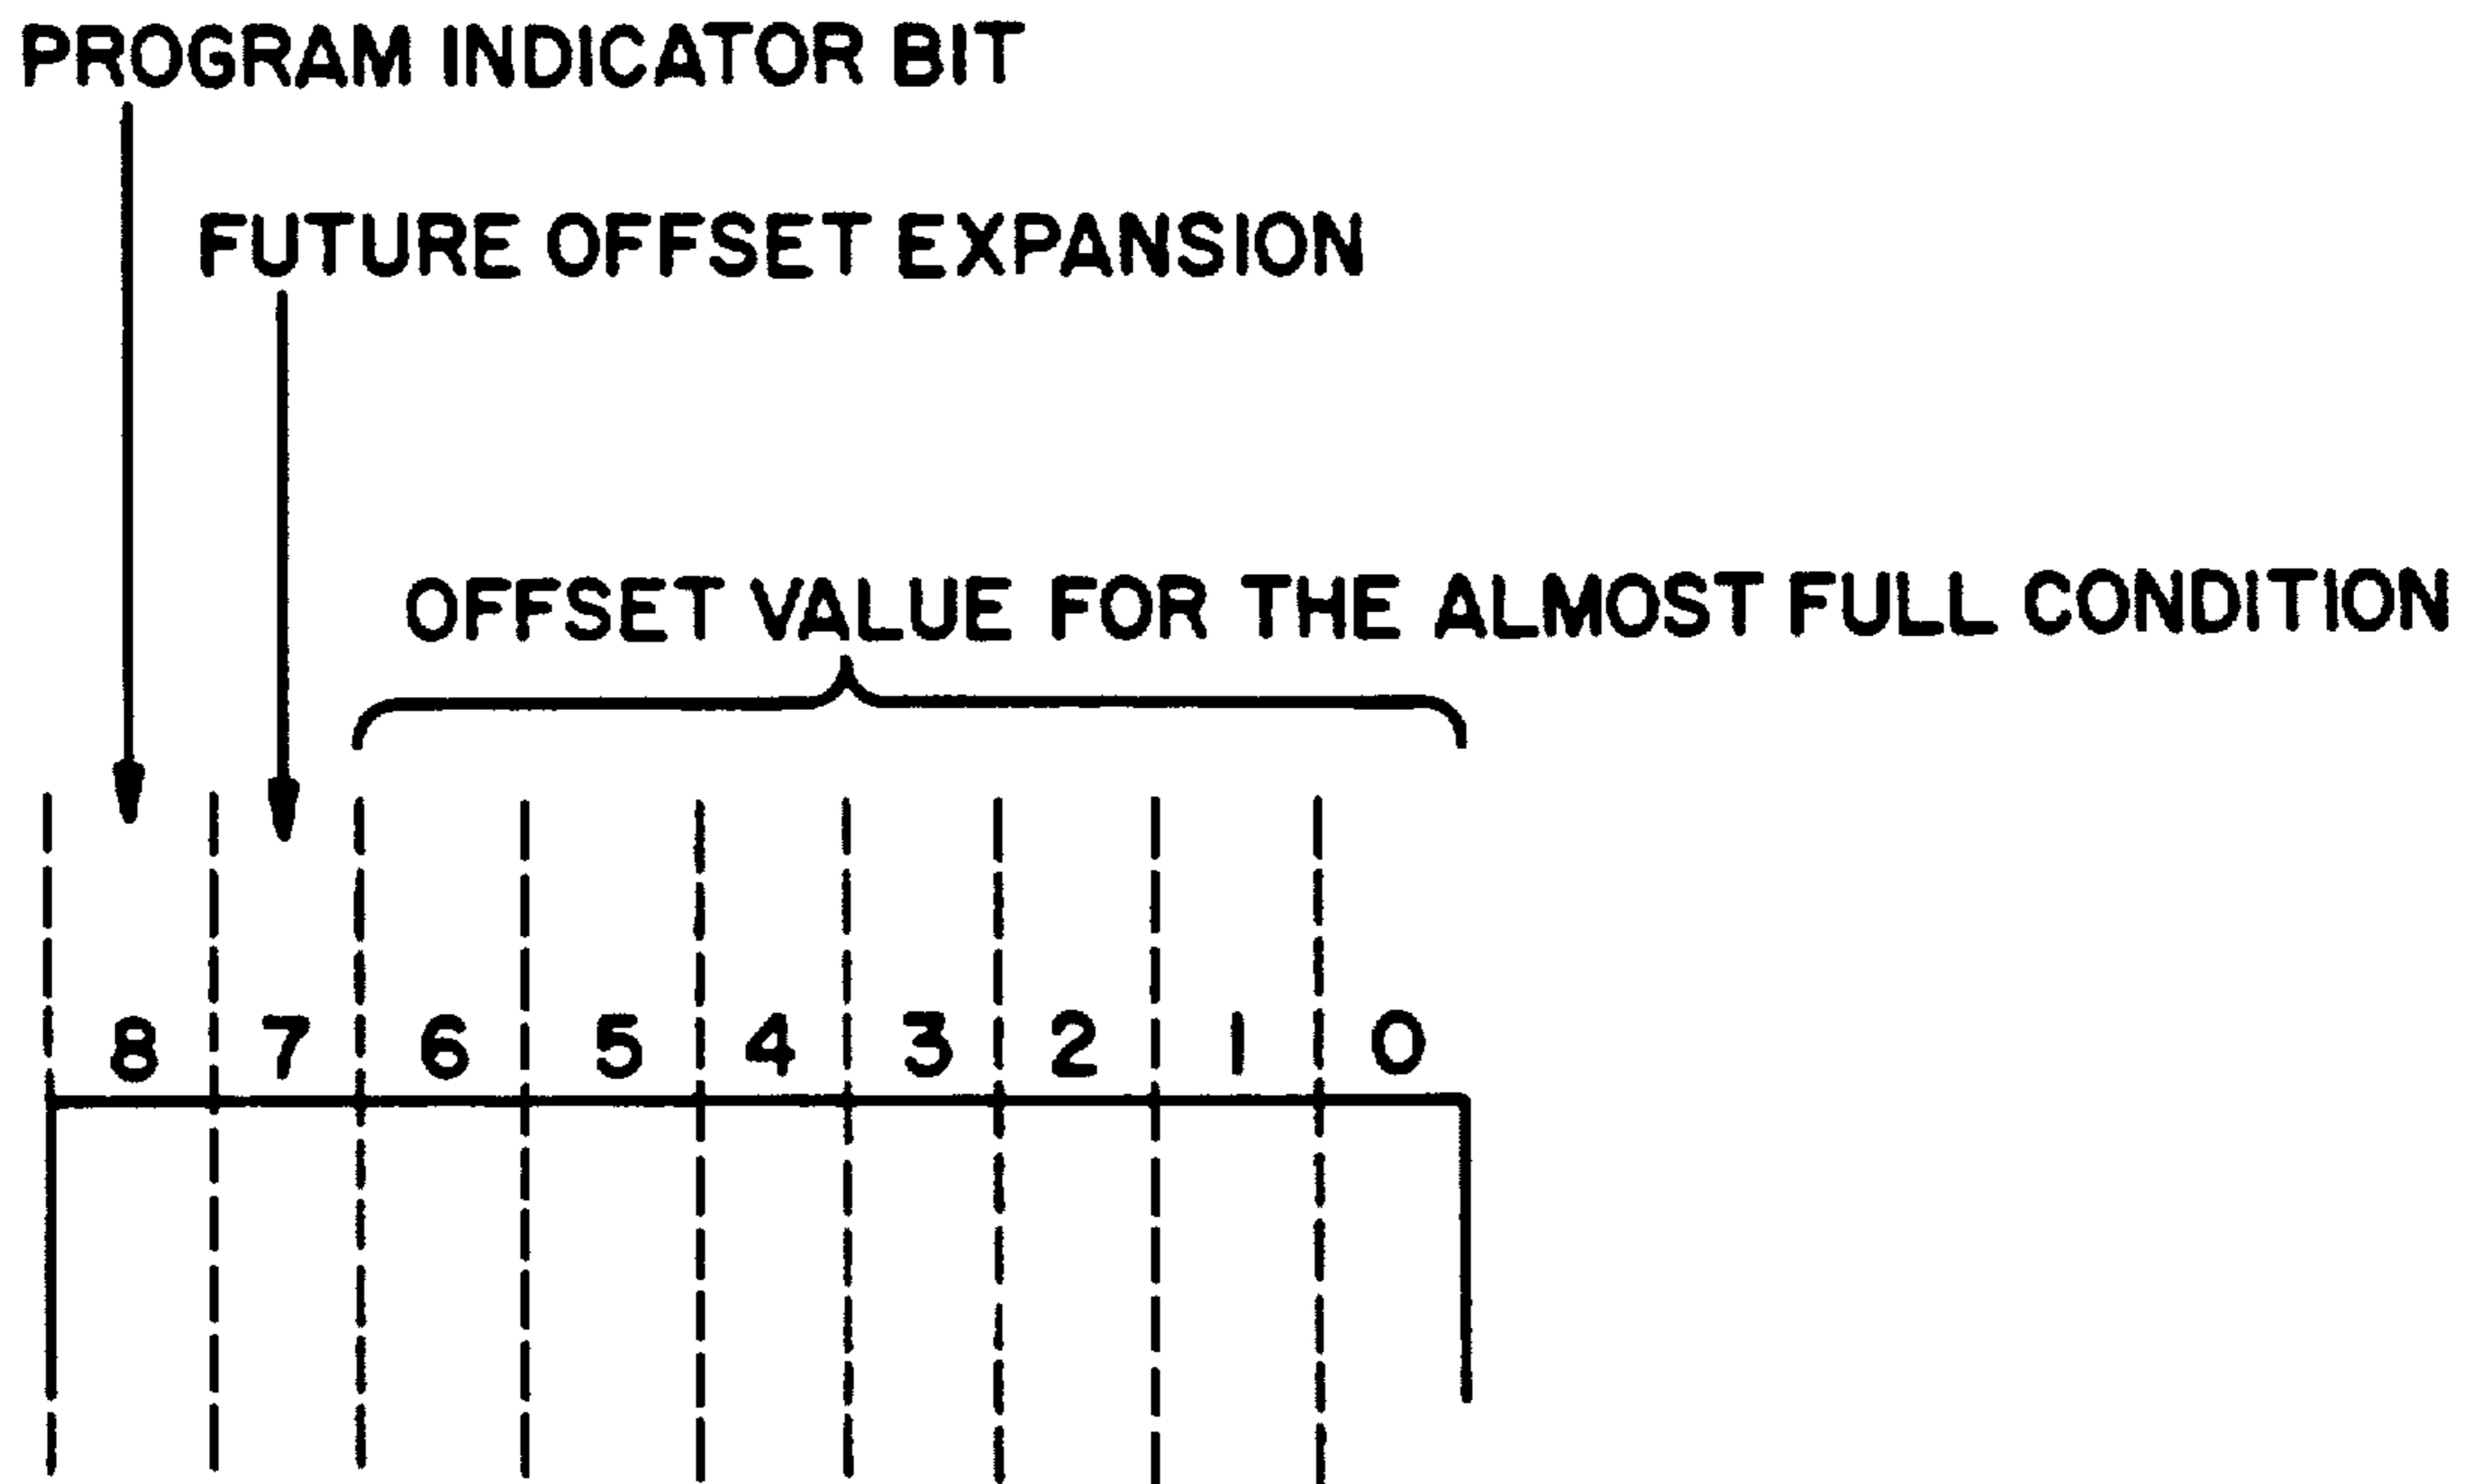 PROGRAM INDICATOR BIT
FUTURE OFFSET EXPANSION
OFFSET VALUE FOR THE ALMOST FULL CONDITION
8 7 6 5 4 3 2 1 0